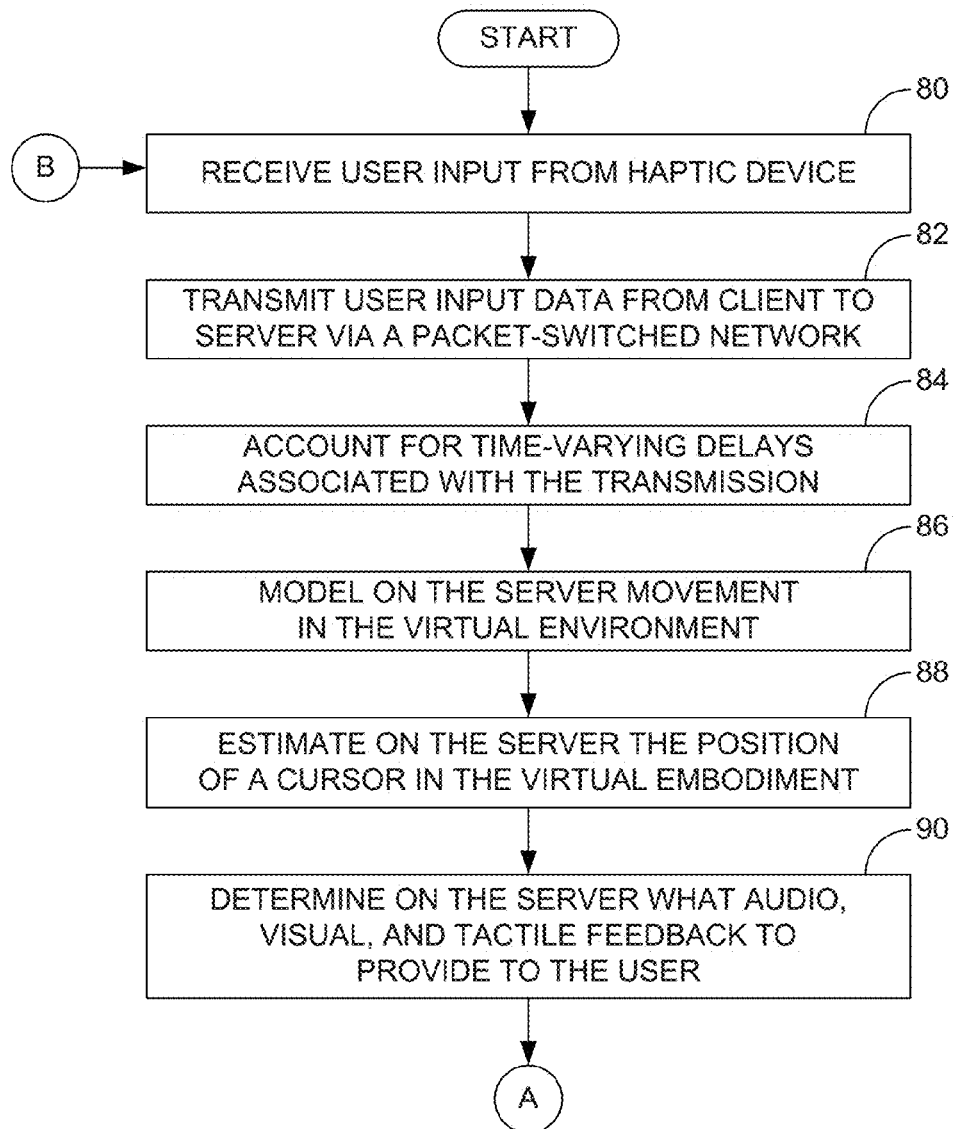 START
80
B
RECEIVE USER INPUT FROM HAPTIC DEVICE
82
TRANSMIT USER INPUT DATA FROM CLIENT TO
SERVER VIA A PACKET-SWITCHED NETWORK
84
ACCOUNT FOR TIME-VARYING DELAYS
ASSOCIATED WITH THE TRANSMISSION
86
MODEL ON THE SERVER MOVEMENT
IN THE VIRTUAL ENVIRONMENT
88
ESTIMATE ON THE SERVER THE POSITION
OF A CURSOR IN THE VIRTUAL EMBODIMENT
90
DETERMINE ON THE SERVER WHAT AUDIO,
VISUAL, AND TACTILE FEEDBACK TO
PROVIDE TO THE USER
A